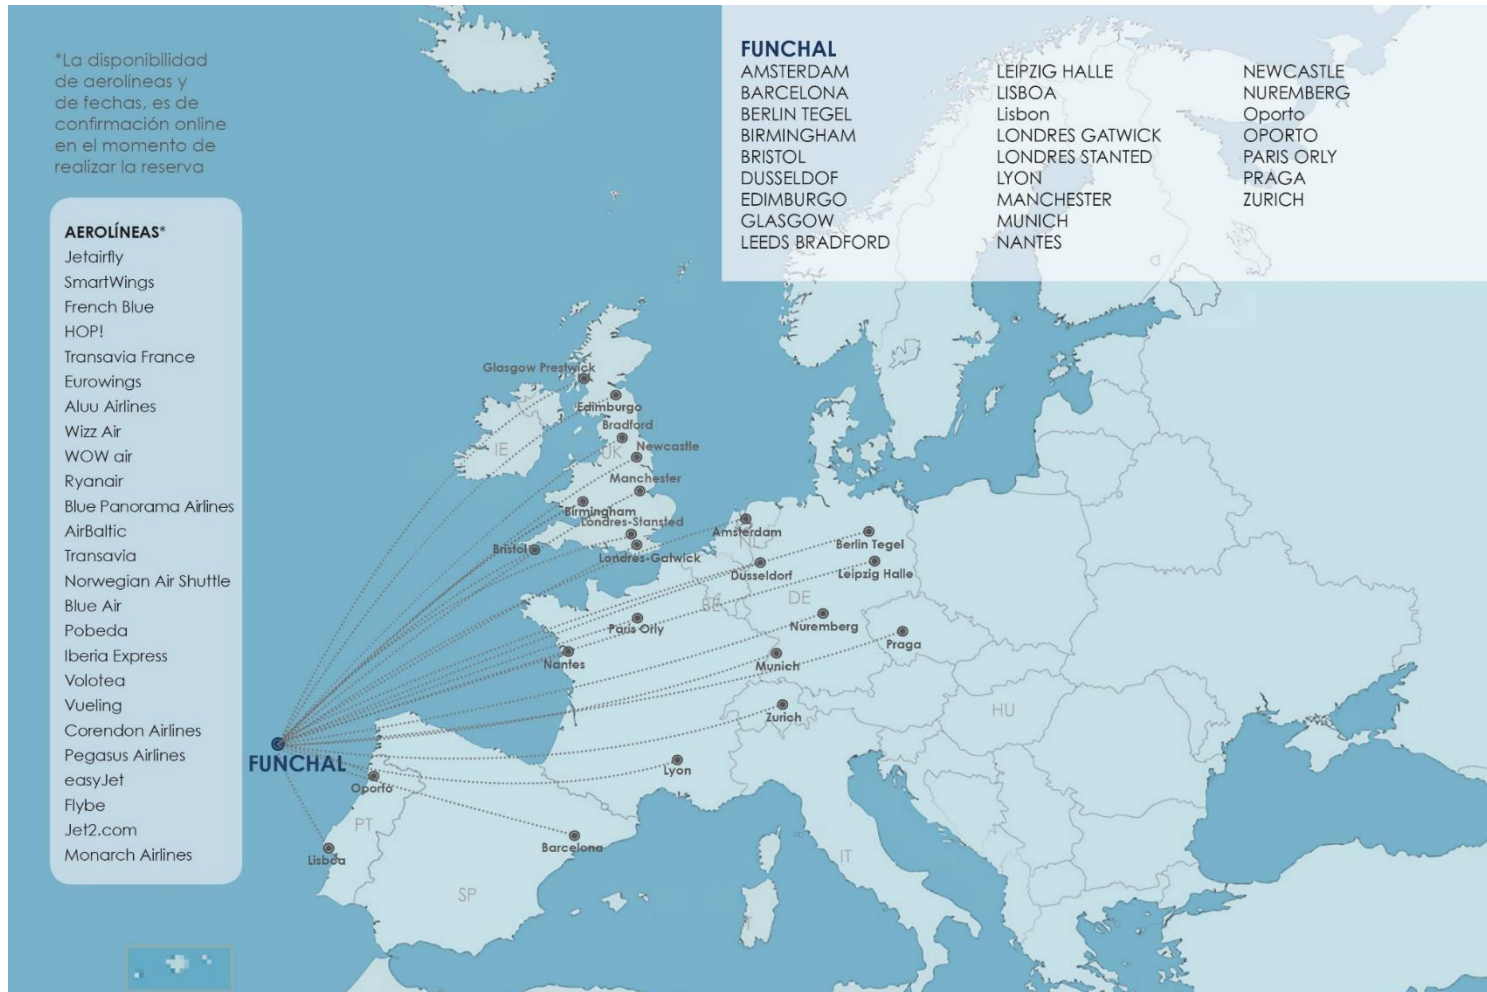 *La disponibilidad
de aerolíneas y
de fechas, es de
confirmación online
en el momento de
realizar la reserva
AEROLÍNEAS*
Jetairfly
SmartWings
French Blue
HOP!
Transavia France
Eurowings
Aluu Airlines
Wizz Air
WOW air
Ryanair
Blue Panorama Airlines
AirBaltic
Transavia
Norwegian Air Shuttle
Blue Air
Pobeda
Iberia Express
Volotea
Vueling
Corendon Airlines
Pegasus Airlines
easyJet
Flybe
Jet2.com
Monarch Airlines
FUNCHAL
AMSTERDAM
BARCELONA
BERLIN TEGEL
BIRMINGHAM
BRISTOL
DUSSELDOF
EDIMBURGO
GLASGOW
LEEDS BRADFORD
LEIPZIG HALLE
LISBOA
Lisbon
LONDRES GATWICK
LONDRES STANTED
LYON
MANCHESTER
MUNICH
NANTES
NEWCASTLE
NUREMBERG
Oporto
OPORTO
PARIS ORLY
PRAGA
ZURICH
Glasgow Prestwick
Edimburgo
Bradford
IE
UK
Newcastle
Manchester
Birmingham
Londres-Stansted
Bristol
Londres-Gatwick
Amsterdam
NL
Berlin Tegel
Dusseldorf
Leipzig Halle
BE
DE
Paris Orly
Nuremberg
Praga
Nantes
Munich
Zurich
HU
FUNCHAL
Lyon
Oporto
PT
Barcelona
Lisboa
IT
SP